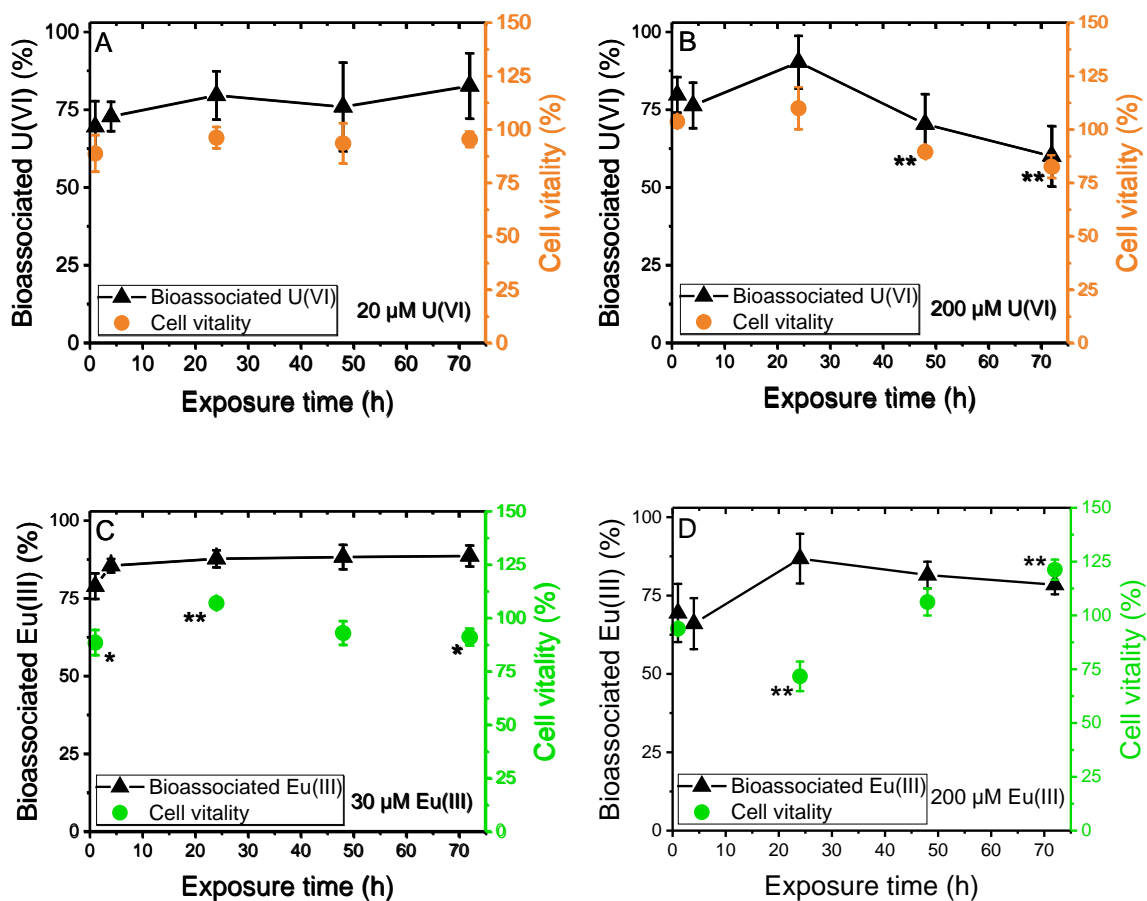 A
Bioassociated U(VI) (%)
100
75
50
25
0
150
125
100
75
50
25
0
Cell vitality (%)
Bioassociated U(VI)
Cell vitality
20 µM U(VI)
0 10 20 30 40 50 60 70
Exposure time (h)
B
Bioassociated U(VI) (%)
100
75
50
25
0
150
125
100
75
50
25
0
Cell vitality (%)
**
**
Bioassociated U(VI)
Cell vitality
200 µM U(VI)
0 10 20 30 40 50 60 70
Exposure time (h)
C
Bioassociated Eu(III) (%)
100
75
50
25
0
150
125
100
75
50
25
0
Cell vitality (%)
**
*
*
Bioassociated Eu(III)
Cell vitality
30 µM Eu(III)
0 10 20 30 40 50 60 70
Exposure time (h)
D
Bioassociated Eu(III) (%)
100
75
50
25
0
150
125
100
75
50
25
0
Cell vitality (%)
**
**
Bioassociated Eu(III)
Cell vitality
200 µM Eu(III)
0 10 20 30 40 50 60 70
Exposure time (h)